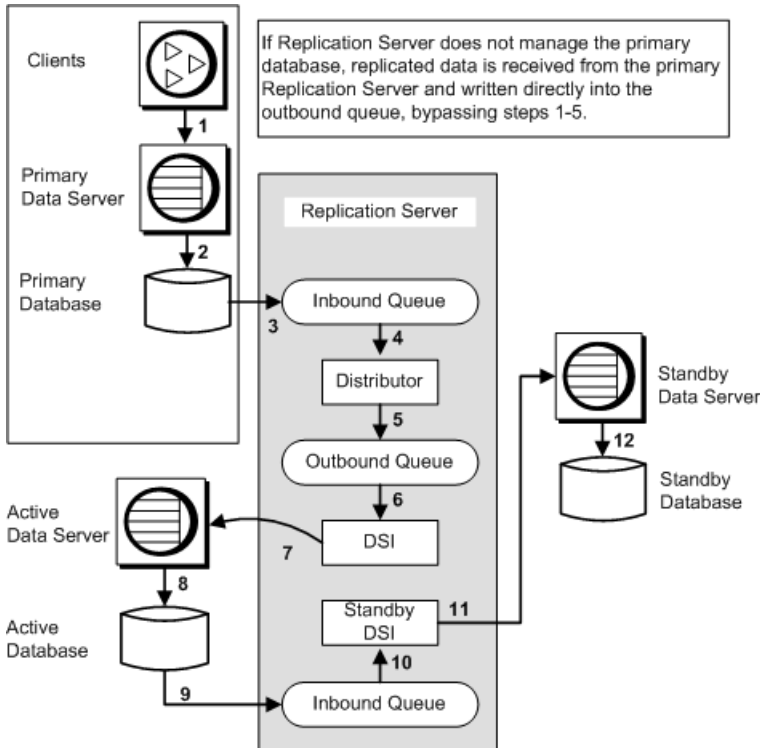 Clients
If Replication Server does not manage the primary
database, replicated data is received from the primary
Replication Server and written directly into the
outbound queue, bypassing steps 1-5.
1
Primary
Data Server
Replication Server
2
Primary
Database
Inbound Queue
3
4
Distributor
Standby
Data Server
5
12
Outbound Queue
Standby
Database
6
Active
Data Server
DSI
7
8
Standby
DSI
11
Active
Database
10
9
Inbound Queue